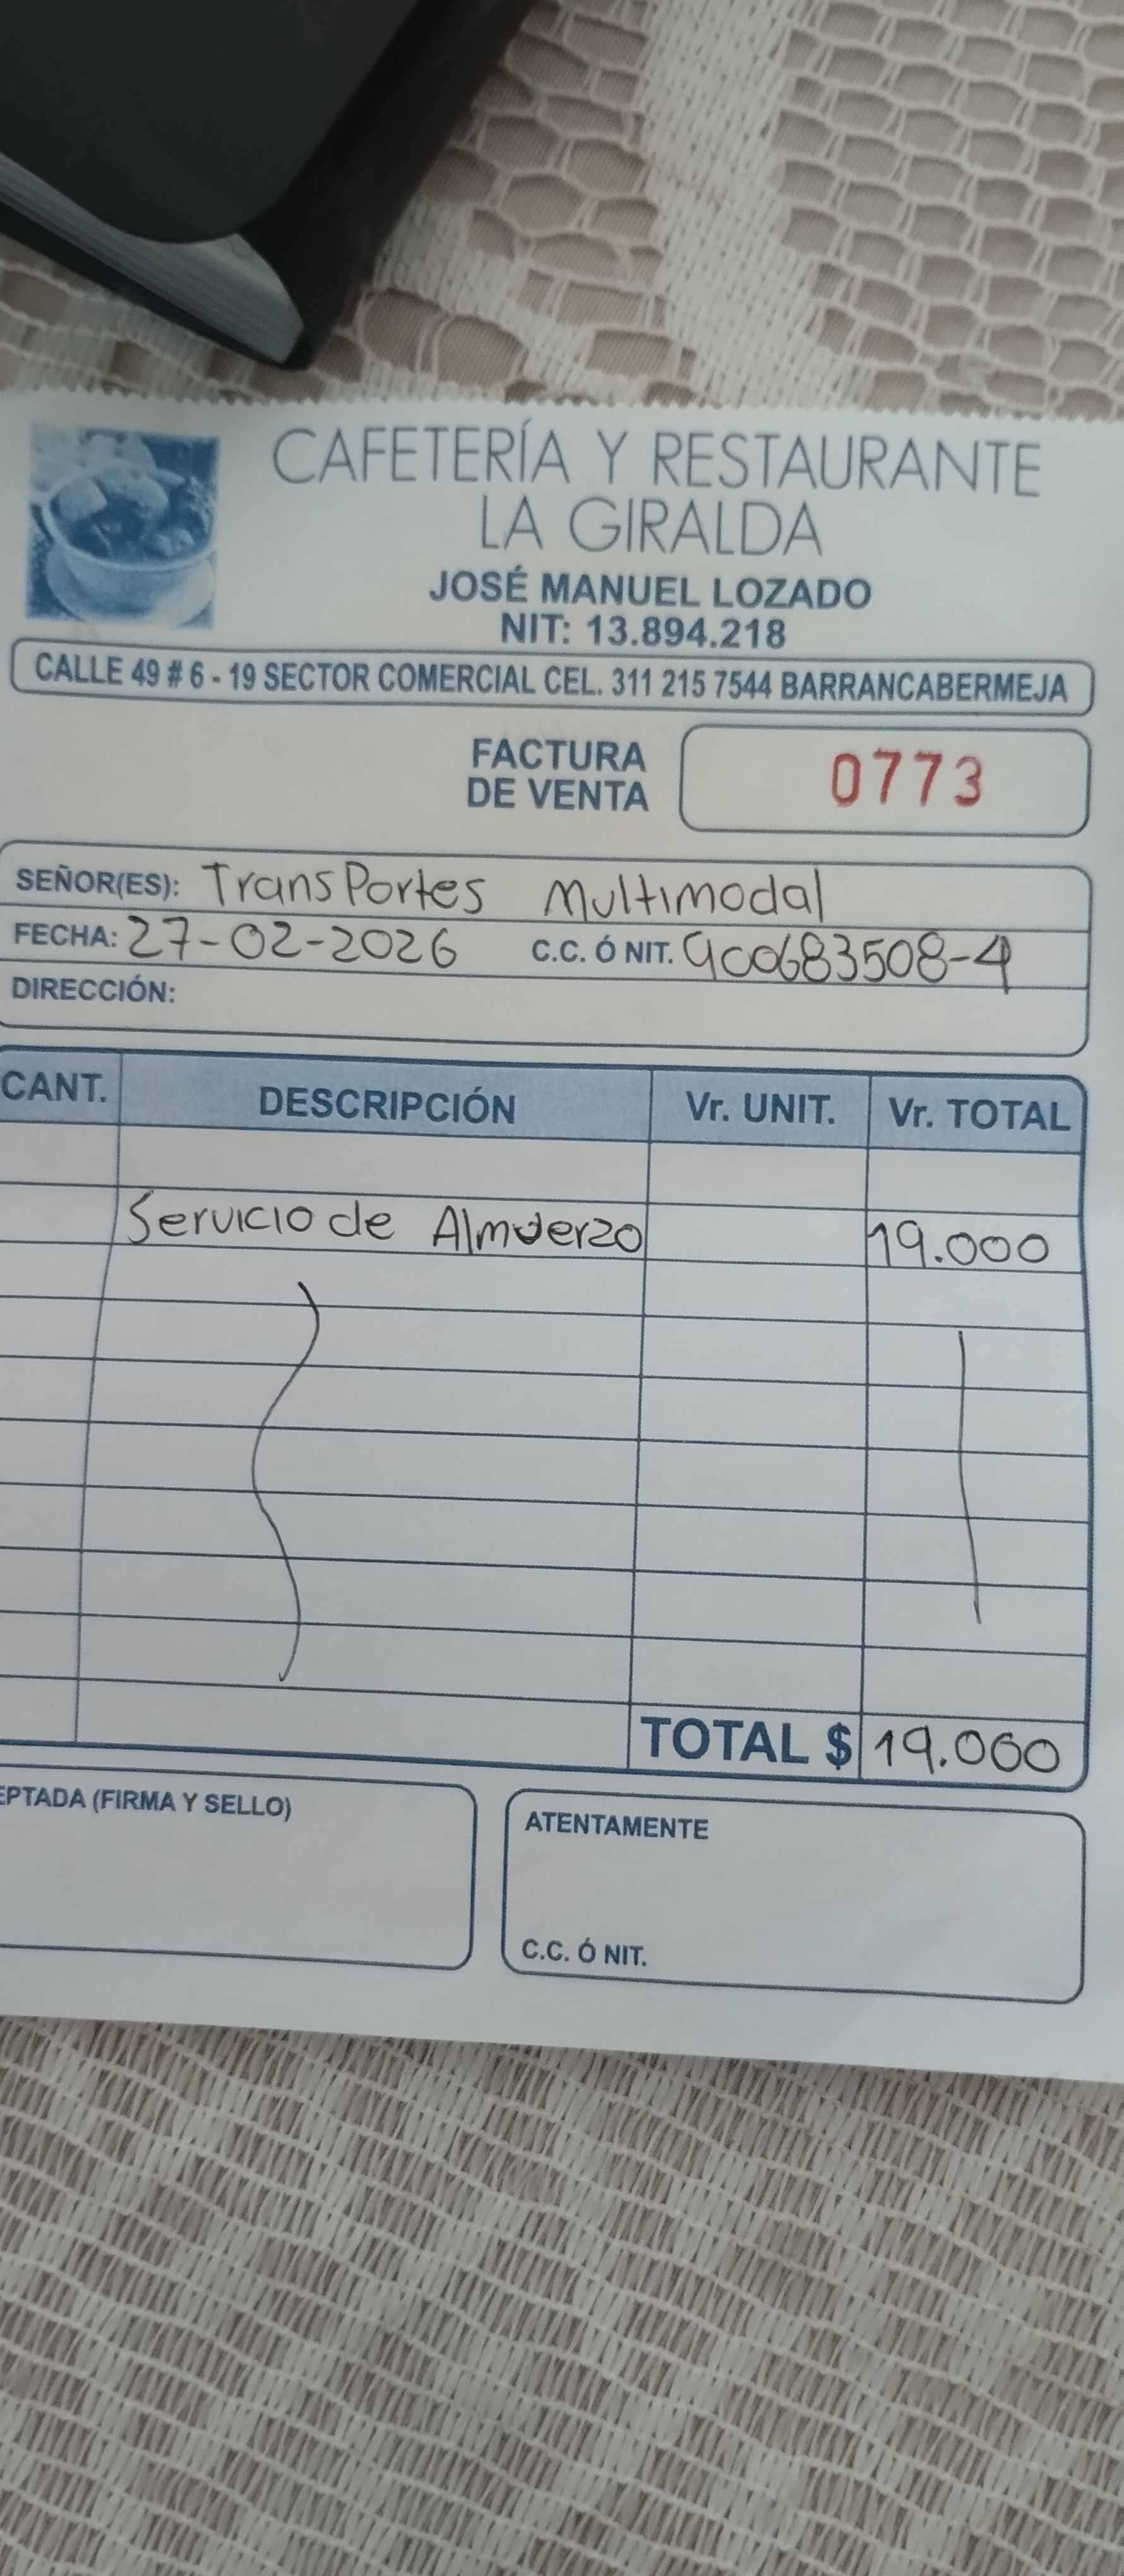 CAFETERÍA Y RESTAURANTE
LA GIRALDA
JOSÉ MANUEL LOZADO
NIT: 13.894.218
CALLE 49 # 6 - 19 SECTOR COMERCIAL CEL. 311 215 7544 BARRANCABERMEJA
FACTURA
DE VENTA
0773
SEÑOR(ES): TransPortes Multimodal
FECHA: 27-02-2026 C.C. Ó NIT. 900683508-4
DIRECCIÓN:
CANT. DESCRIPCIÓN Vr. UNIT. Vr. TOTAL
Servicio de Almuerzo 19.000
TOTAL $ 19.000
EPTADA (FIRMA Y SELLO)
ATENTAMENTE
C.C. Ó NIT.